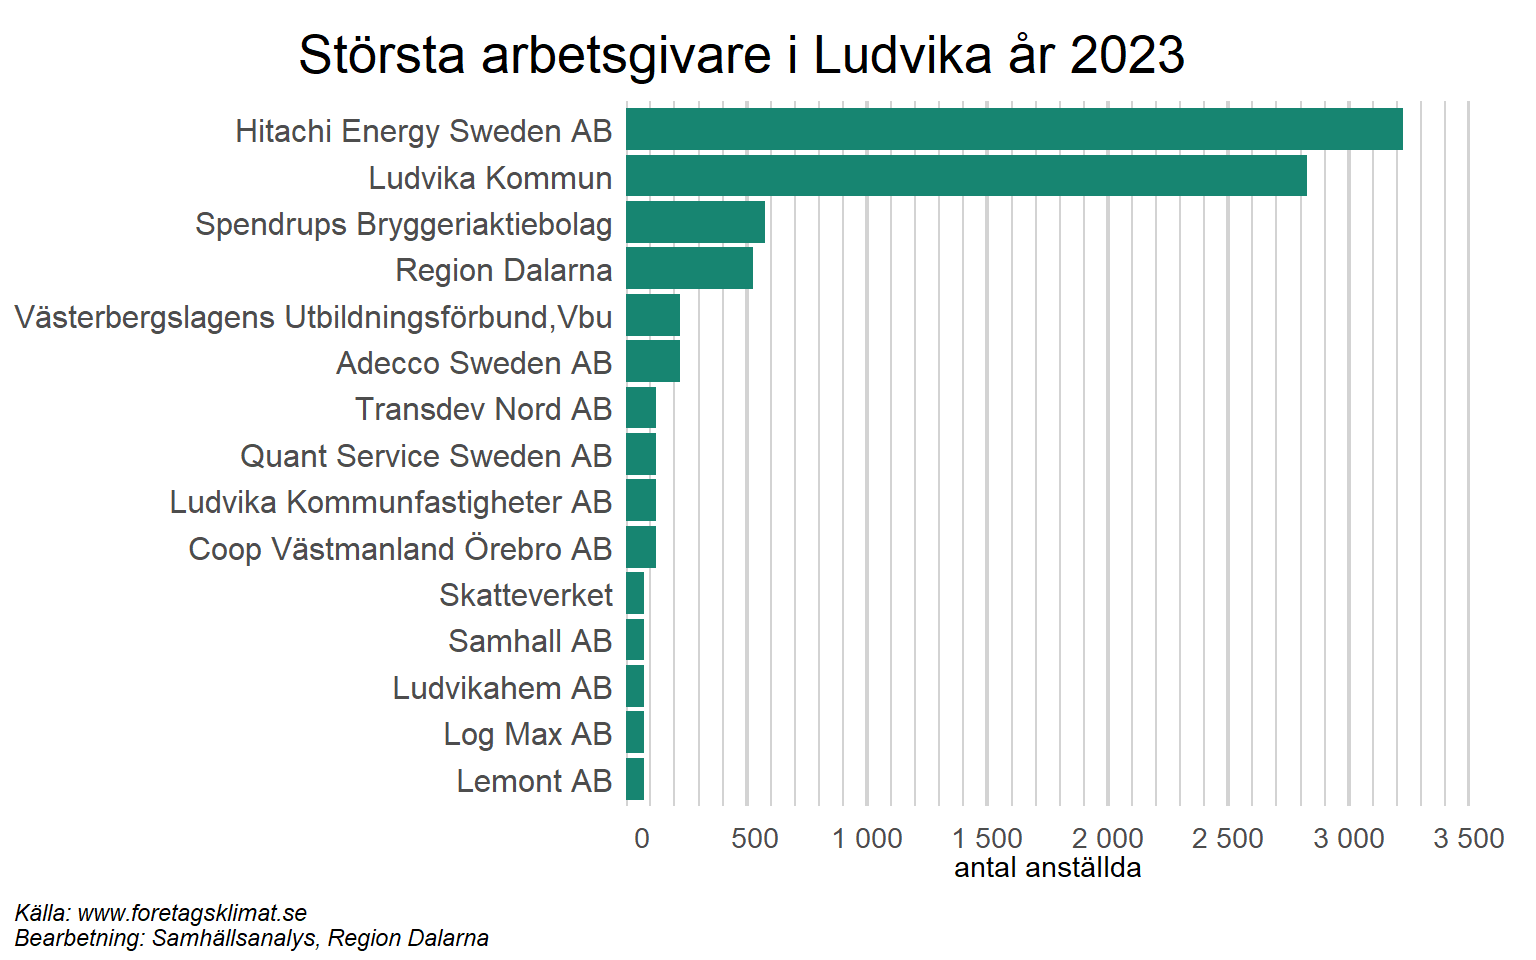 Största arbetsgivare i Ludvika år 2023
Hitachi Energy Sweden AB
Ludvika Kommun
Spendrups Bryggeriaktiebolag
Region Dalarna
Västerbergslagens Utbildningsförbund,Vbu
Adecco Sweden AB
Transdev Nord AB
Quant Service Sweden AB
Ludvika Kommunfastigheter AB
Coop Västmanland Örebro AB
Skatteverket
Samhall AB
Ludvikahem AB
Log Max AB
Lemont AB
0 500 1 000 1 500 2 000 2 500 3 000 3 500
antal anställda
Källa: www.foretagsklimat.se
Bearbetning: Samhällsanalys, Region Dalarna